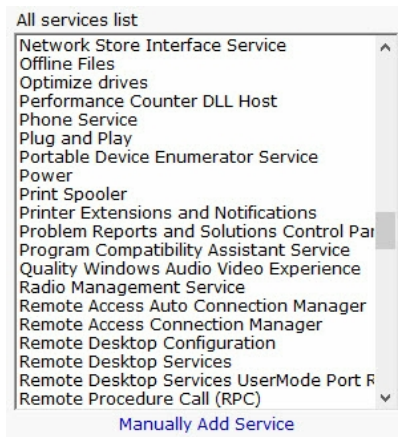 All services list
Network Store Interface Service
Offline Files
Optimize drives
Performance Counter DLL Host
Phone Service
Plug and Play
Portable Device Enumerator Service
Power
Print Spooler
Printer Extensions and Notifications
Problem Reports and Solutions Control Par
Program Compatibility Assistant Service
Quality Windows Audio Video Experience
Radio Management Service
Remote Access Auto Connection Manager
Remote Access Connection Manager
Remote Desktop Configuration
Remote Desktop Services
Remote Desktop Services UserMode Port R
Remote Procedure Call (RPC)
Manually Add Service